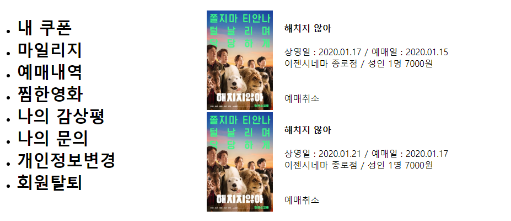 . 내 쿠폰
. 마일리지
. 예매내역
. 찜한영화
. 나의 감상평
. 나의 문의
. 개인정보변경
. 회원탈퇴
쫄지마 티안나
털 날리며
해치지않아
해치지 않아
상영일 : 2020.01.17 / 예매일 : 2020.01.15
이젠시네마 종로점 / 성인 1명 7000원
예매취소
쫄지마 티안나
털 날리며
해치지않아
해치지 않아
상영일 : 2020.01.21 / 예매일 : 2020.01.17
이젠시네마 종로점 / 성인 1명 7000원
예매취소